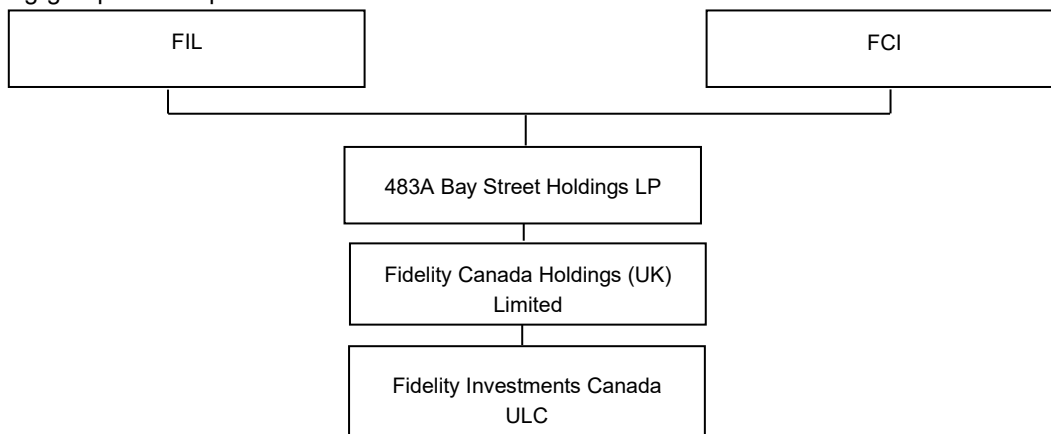 FIL
FCI
483A Bay Street Holdings LP
Fidelity Canada Holdings (UK)
Limited
Fidelity Investments Canada
ULC